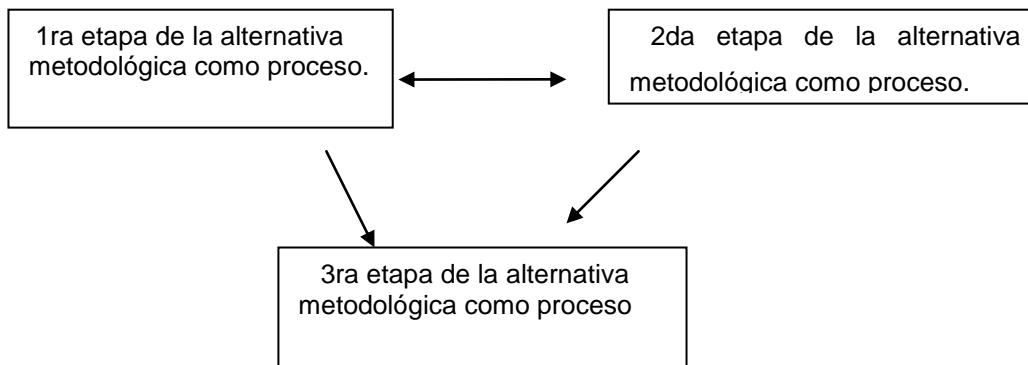 1ra etapa de la alternativa
metodológica como proceso.
2da etapa de la alternativa
metodológica como proceso.
3ra etapa de la alternativa
metodológica como proceso